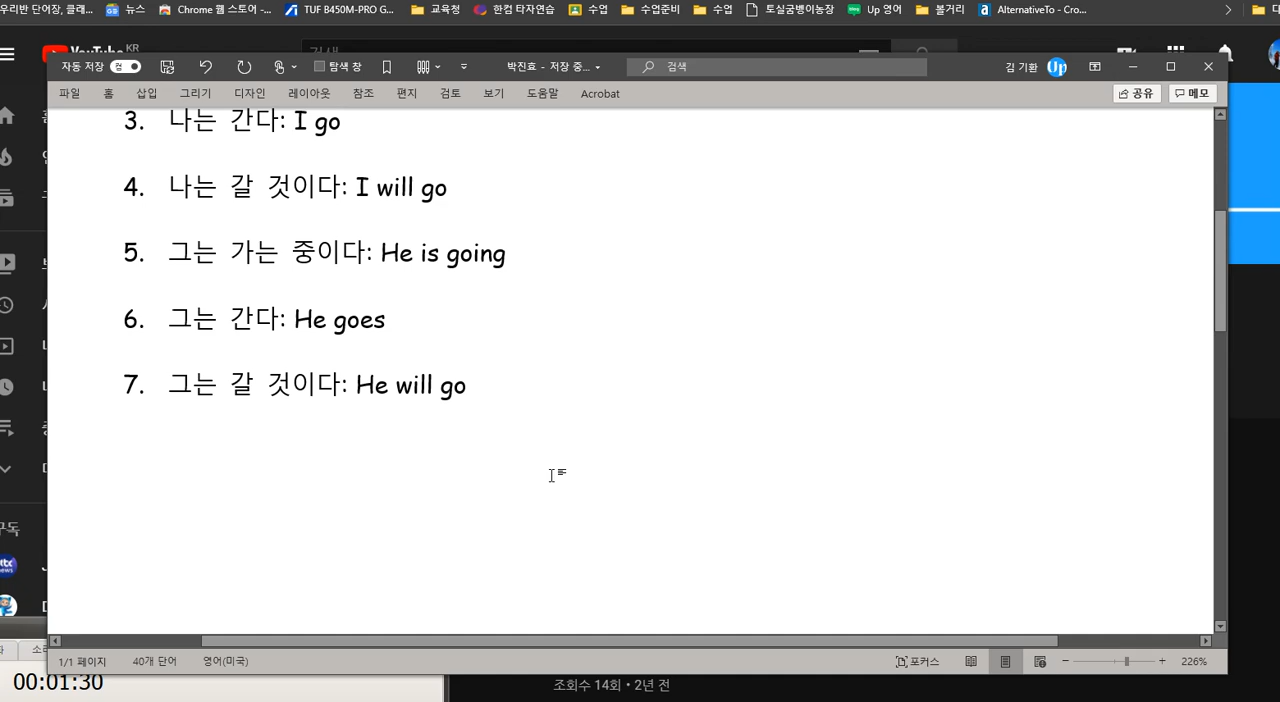 우리반 단어장, 클래... 뉴스 Chrome 웹 스토어 -... TUF B450M-PRO G... 교육청 한컴 타자연습 수업 수업준비 수업 토실궁뱅이농장 Up 영어 볼거리 AlternativeTo - Cro...
YouTube KR 검색
자동 저장 탐색 창 박진효 - 저장 우... 검색 김 기환 Up
파일 홈 삽입 그리기 디자인 레이아웃 참조 편지 검토 보기 도움말 Acrobat 공유 메모
3. 나는 간다: I go
4. 나는 갈 것이다: I will go
5. 그는 가는 중이다: He is going
6. 그는 간다: He goes
7. 그는 갈 것이다: He will go
구독
1/1 페이지 40개 단어 영어(미국) 포커스 226%
00:01:30
조회수 14회 • 2년 전